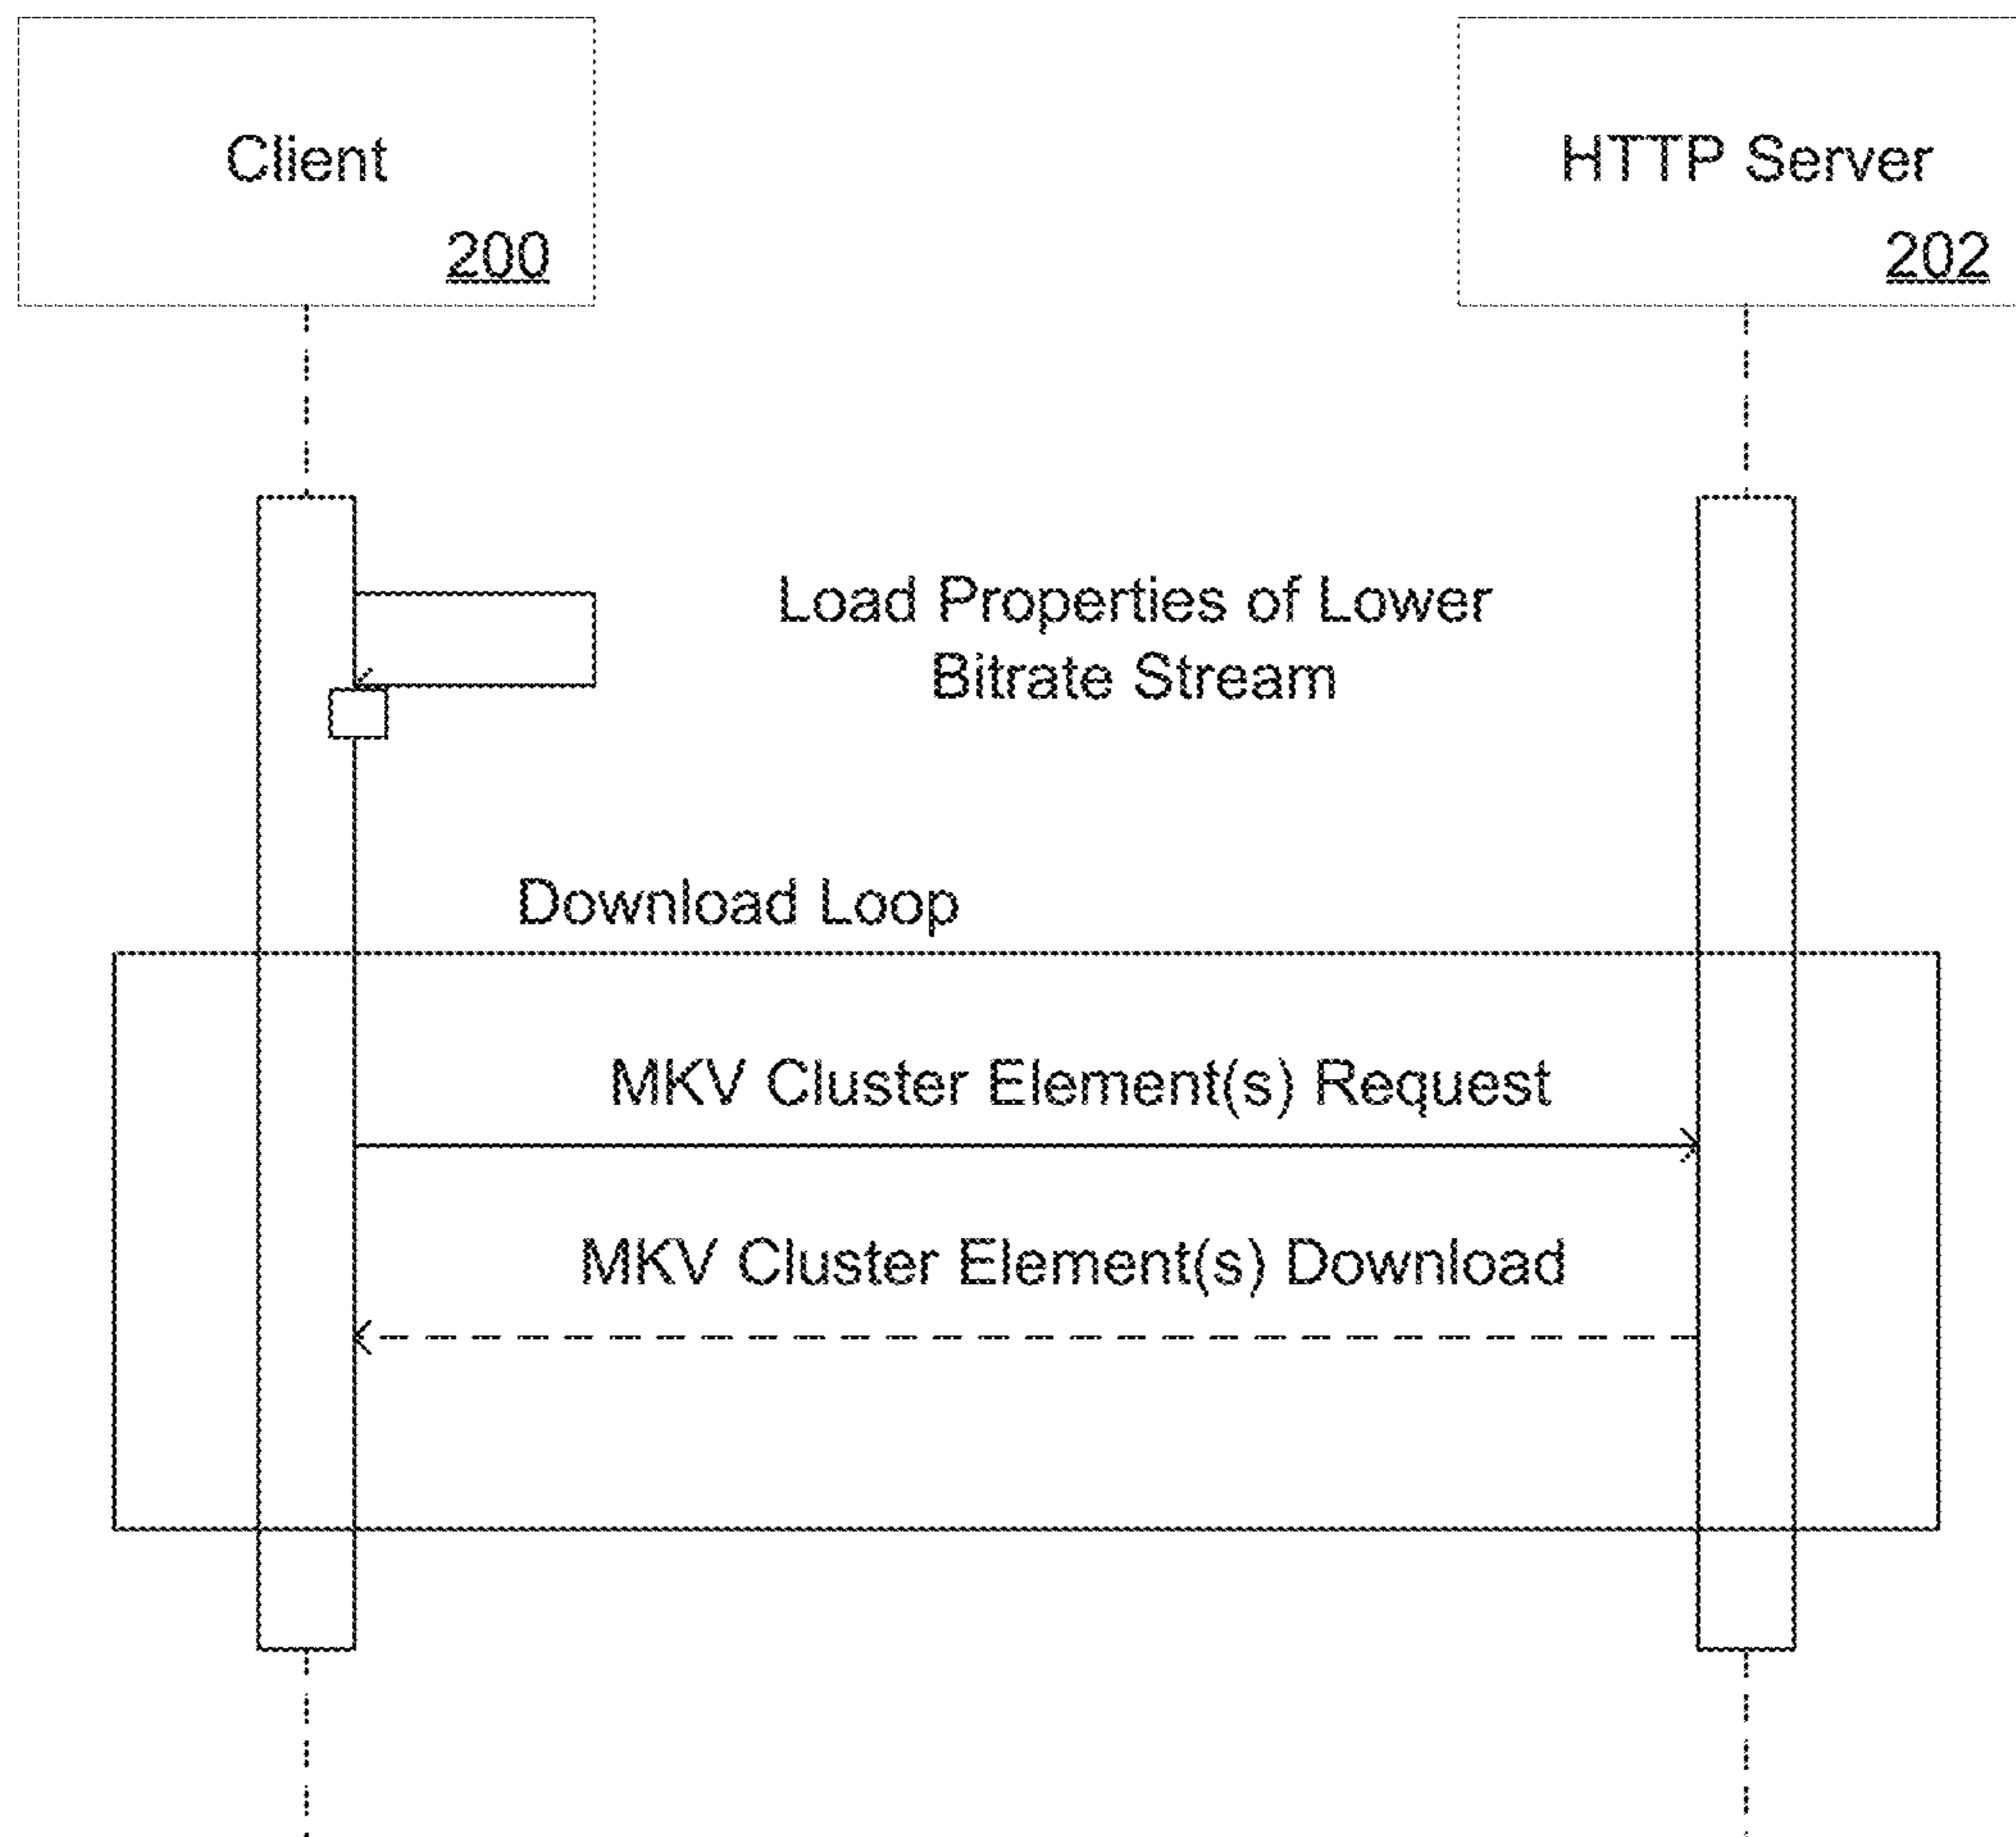 Client
200
HTTP Server
202
Load Properties of Lower
Bitrate Stream
Download Loop
MKV Cluster Element(s) Request
MKV Cluster Element(s) Download